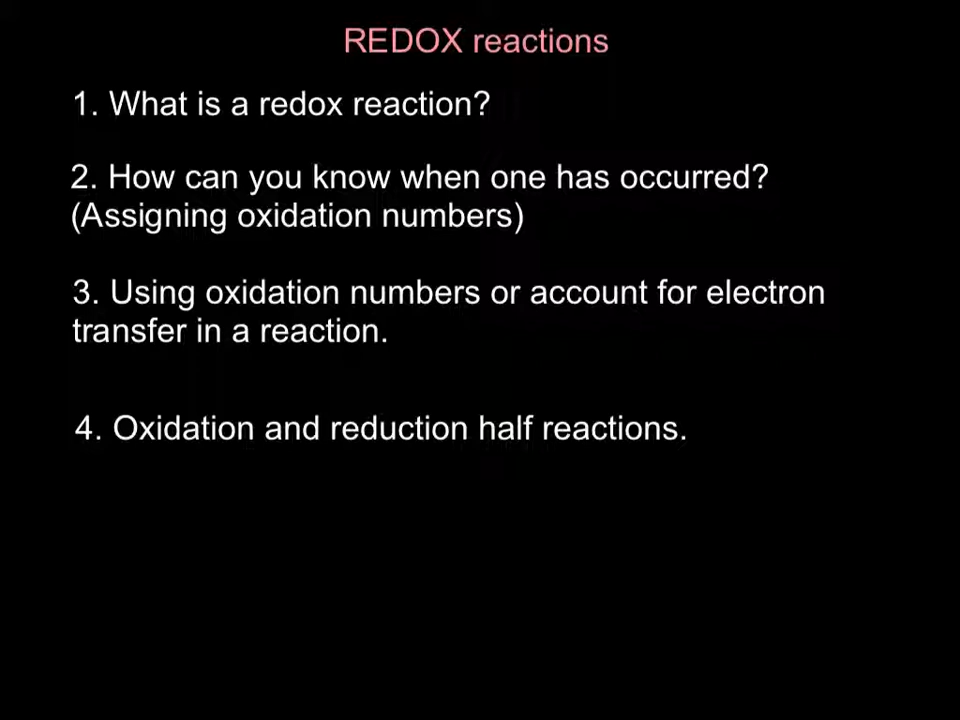 REDOX reactions
1. What is a redox reaction?
2. How can you know when one has occurred?
(Assigning oxidation numbers)
3. Using oxidation numbers or account for electron
transfer in a reaction.
4. Oxidation and reduction half reactions.